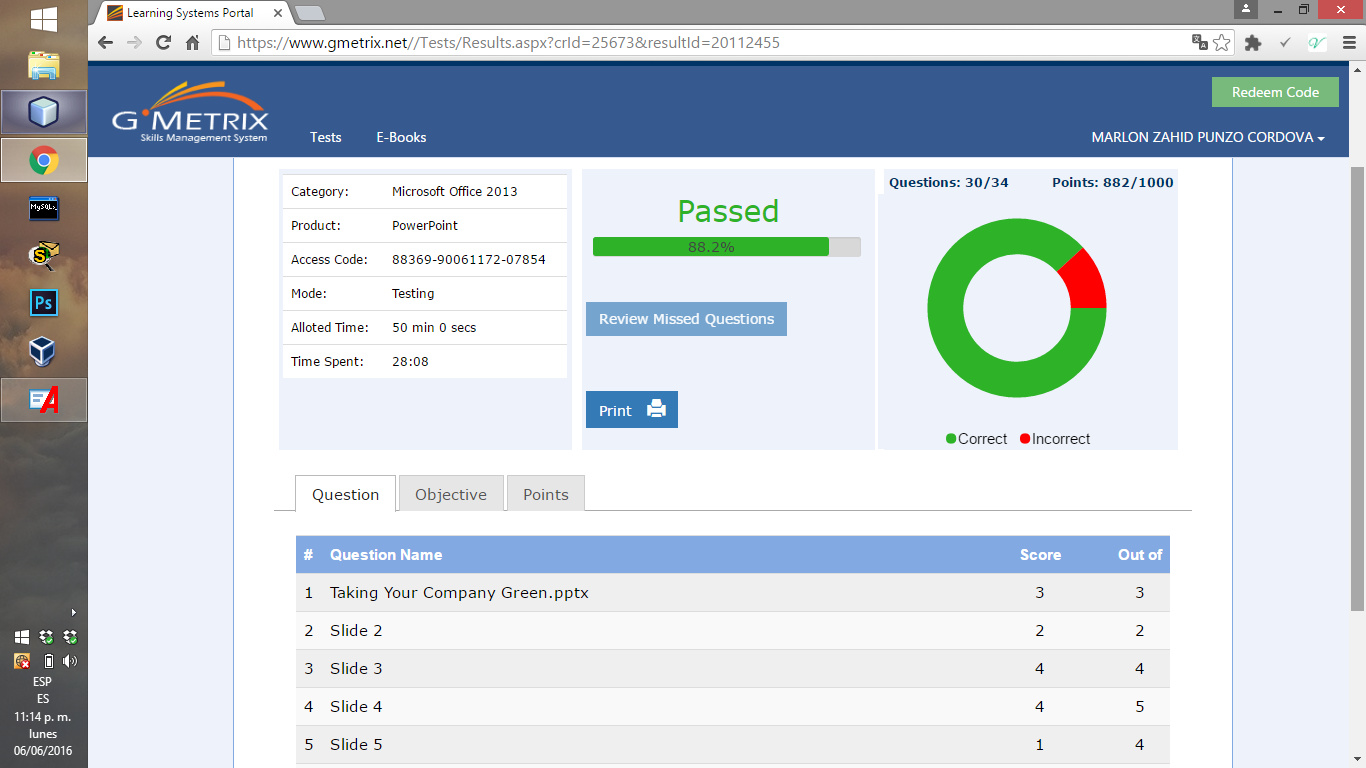 Learning Systems Portal
https://www.gmetrix.net//Tests/Results.aspx?crId=25673&resultId=20112455
G METRIX
Skills Management System
Tests
E-Books
Redeem Code
MARLON ZAHID PUNZO CORDOVA
Category: Microsoft Office 2013
Product: PowerPoint
Access Code: 88369-90061172-07854
Mode: Testing
Alloted Time: 50 min 0 secs
Time Spent: 28:08
Passed
88.2%
Review Missed Questions
Print
Questions: 30/34 Points: 882/1000
Correct Incorrect
Question Objective Points
# Question Name Score Out of
1 Taking Your Company Green.pptx 3 3
2 Slide 2 2 2
3 Slide 3 4 4
4 Slide 4 4 5
5 Slide 5 1 4
MySQL
Ps
ESP
ES
11:14 p. m.
lunes
06/06/2016